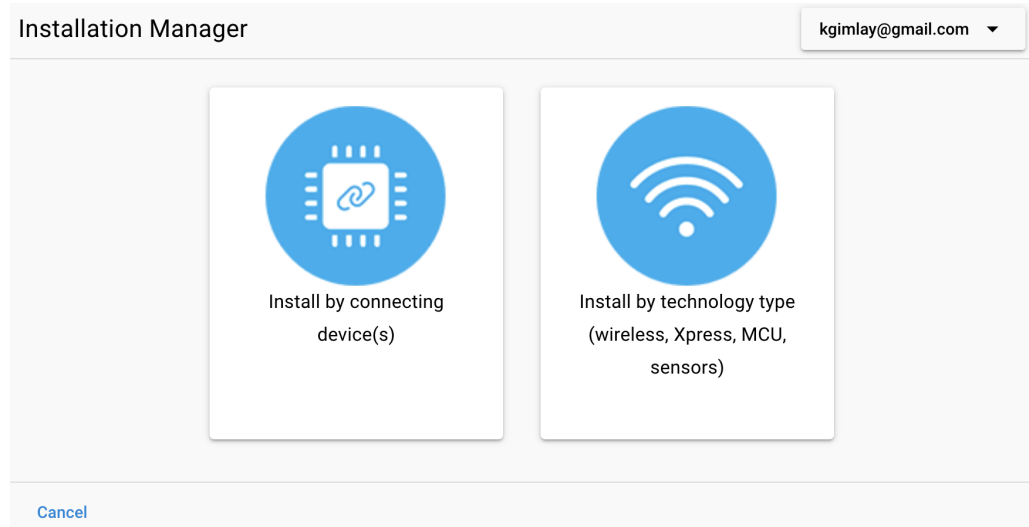 Installation Manager
kgimlay@gmail.com
Install by connecting
device(s)
Install by technology type
(wireless, Xpress, MCU,
sensors)
Cancel